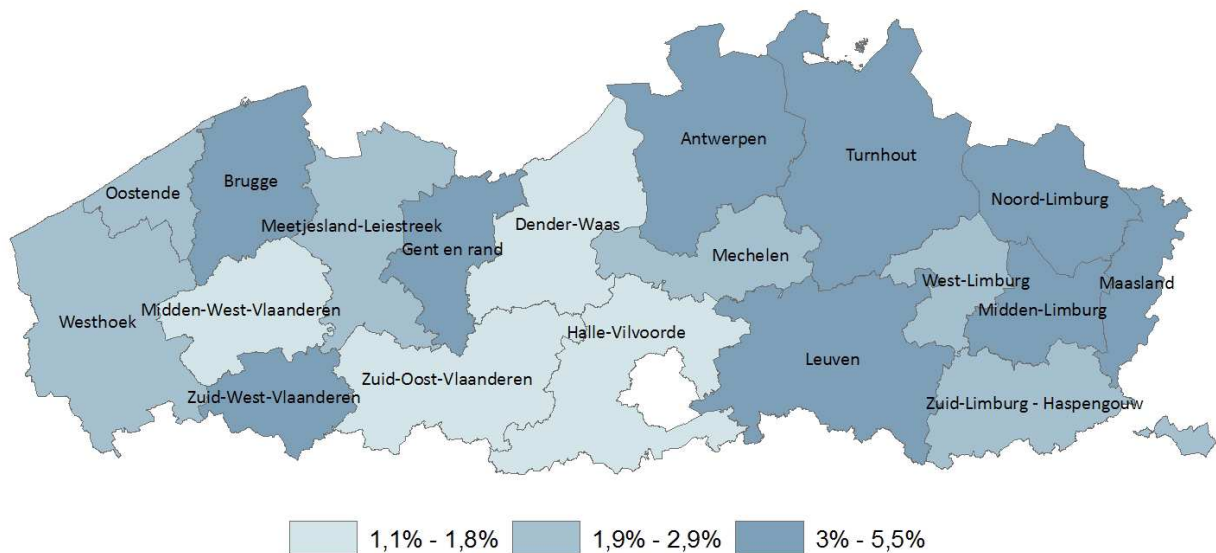 Antwerpen
Turnhout
Brugge
Oostende
Noord-Limburg
Meetjesland-Leiestreek
Dender-Waas
Gent en rand
Mechelen
West-Limburg
Maasland
Midden-West-Vlaanderen
Midden-Limburg
Westhoek
Halle-Vilvoorde
Leuven
Zuid-Oost-Vlaanderen
Zuid-West-Vlaanderen
Zuid-Limburg - Haspengouw
1,1% - 1,8% 1,9% - 2,9% 3% - 5,5%